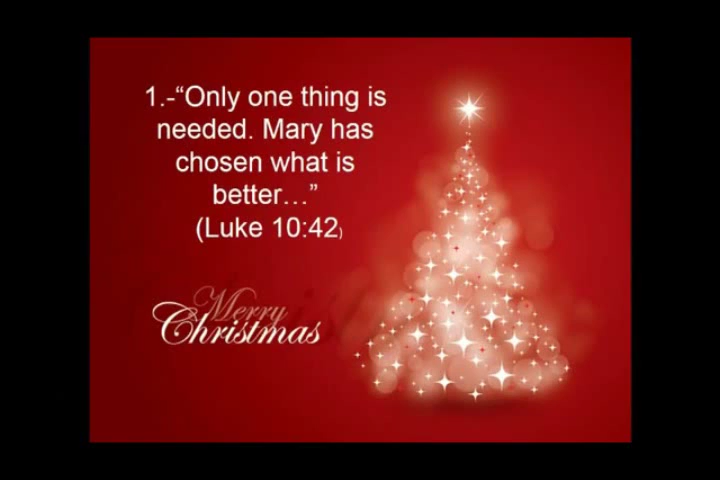 1.-“Only one thing is
needed. Mary has
chosen what is
better…”
(Luke 10:42)
Merry
Christmas